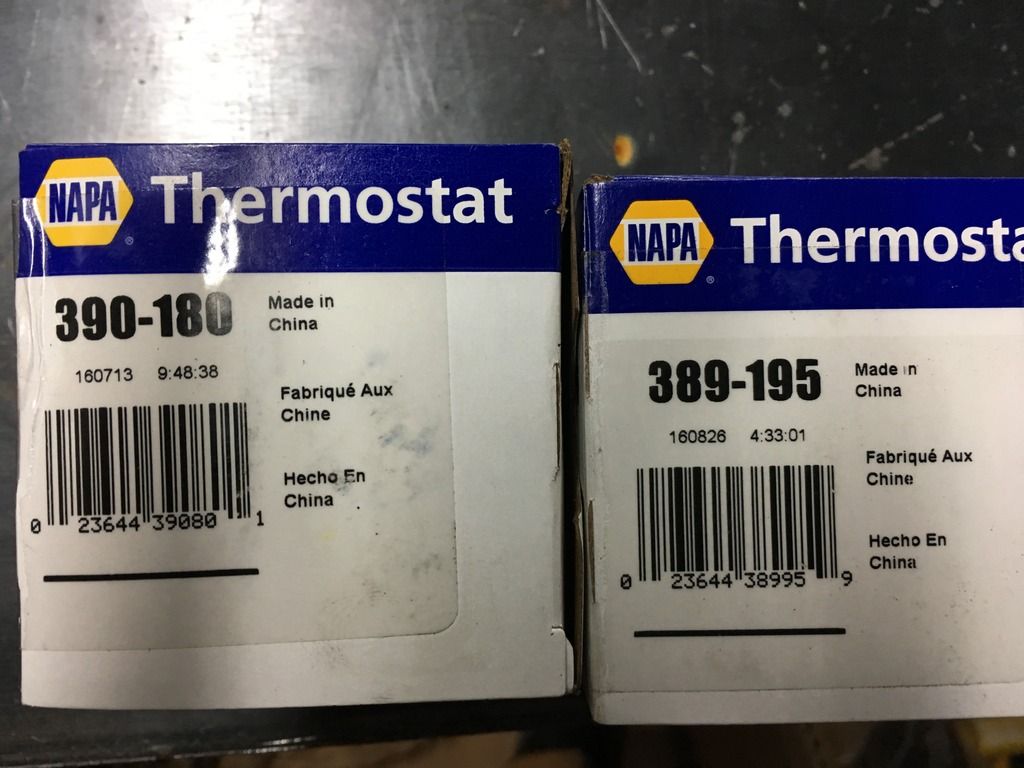 NAPA ® Thermostat
390-180
Made in
China
160713 9:48:38
Fabriqué Aux
Chine
Hecho En
China
0 23644 39080 1
NAPA ® Thermosta
389-195
Made in
China
160826 4:33:01
Fabriqué Aux
Chine
Hecho En
China
0 23644 38995 9